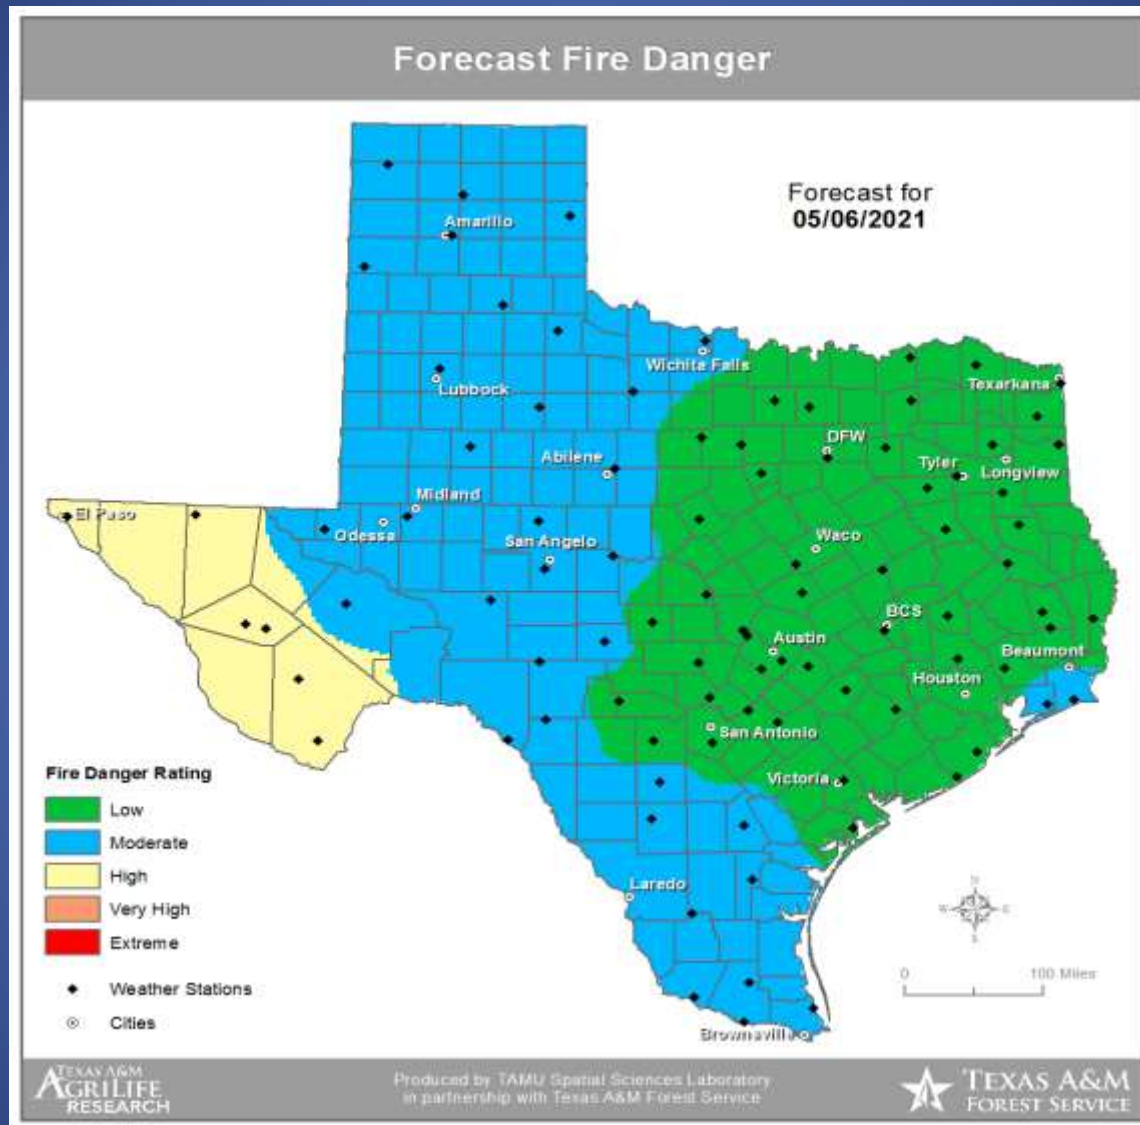 Forecast Fire Danger
Forecast for
05/06/2021
Amarillo
Wichita Falls
Lubbock
Texarkana
DFW
Abilene
Tyler
Longview
Midland
El Paso
Odessa
San Angelo
Waco
BCS
Austin
Beaumont
Houston
San Antonio
Victoria
Laredo
Brownsville
Fire Danger Rating
Low
Moderate
High
Very High
Extreme
Weather Stations
Cities
N
W E
S
0 100 Miles
TEXAS A&M
AGRILIFE
RESEARCH
Produced by TAMU Spatial Sciences Laboratory
in partnership with Texas A&M Forest Service
TEXAS A&M
FOREST SERVICE